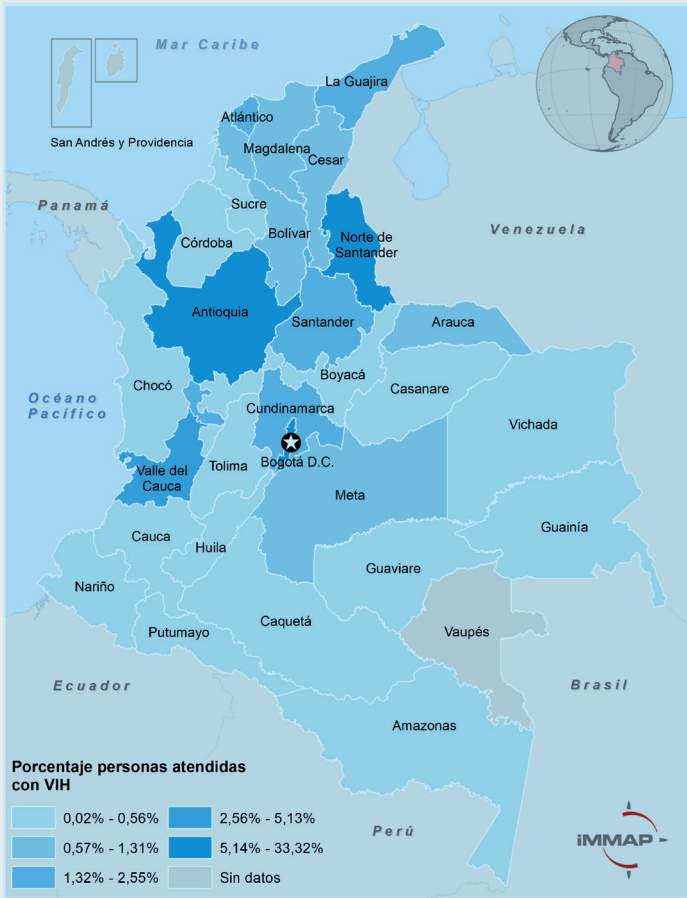 Mar Caribe
La Guajira
Atlántico
San Andrés y Providencia
Magdalena
Cesar
Panamá
Sucre
Venezuela
Córdoba
Bolívar
Norte de
Santander
Antioquia
Santander
Arauca
Boyacá
Chocó
Casanare
Océano
Pacífico
Cundinamarca
Vichada
Valle del
Cauca
Tolima
Bogotá D.C.
Meta
Cauca
Guainía
Huila
Guaviare
Nariño
Caquetá
Putumayo
Vaupés
Ecuador
Brasil
Amazonas
Porcentaje personas atendidas
con VIH
0,02% - 0,56%
2,56% - 5,13%
0,57% - 1,31%
5,14% - 33,32%
1,32% - 2,55%
Sin datos
Perú
iMMAP